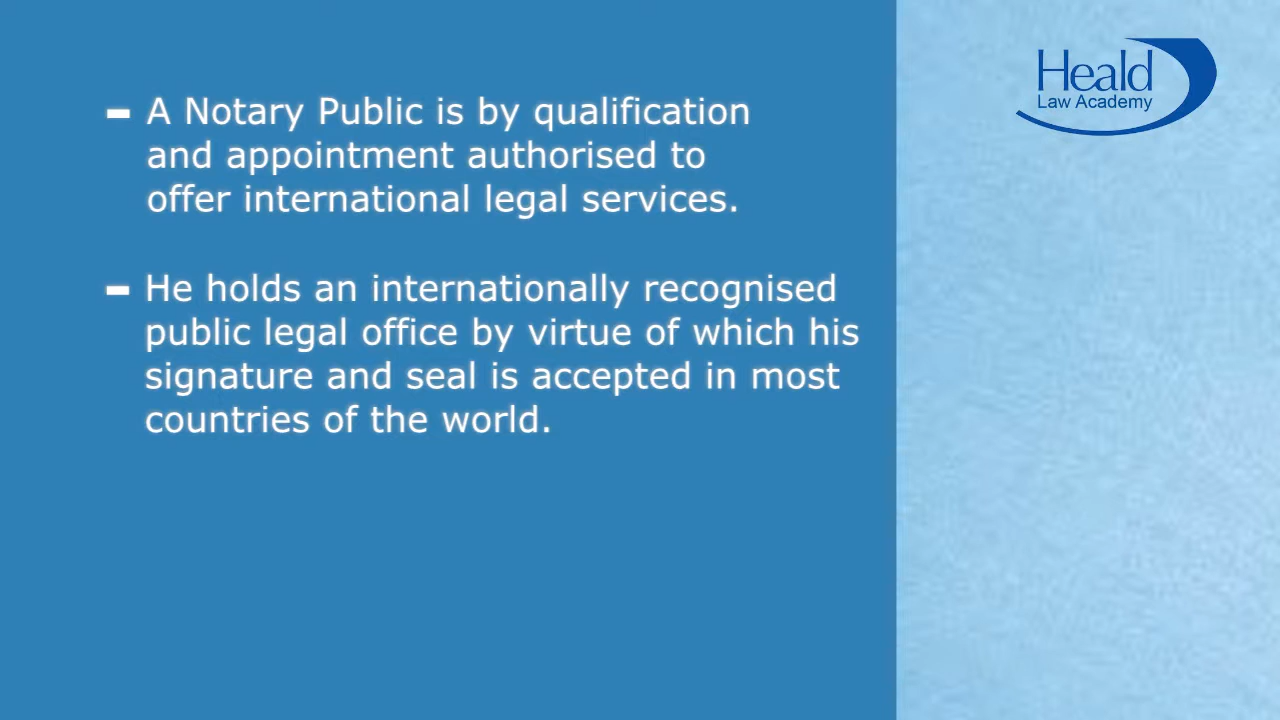 Heald
Law Academy
– A Notary Public is by qualification
and appointment authorised to
offer international legal services.
– He holds an internationally recognised
public legal office by virtue of which his
signature and seal is accepted in most
countries of the world.